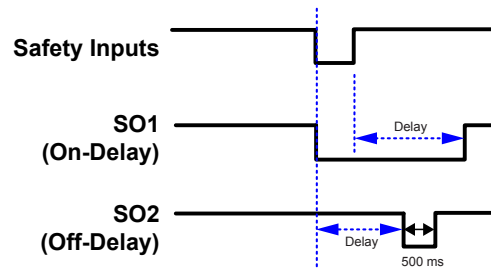 Safety Inputs
SO1
(On-Delay)
Delay
SO2
(Off-Delay)
Delay
500 ms